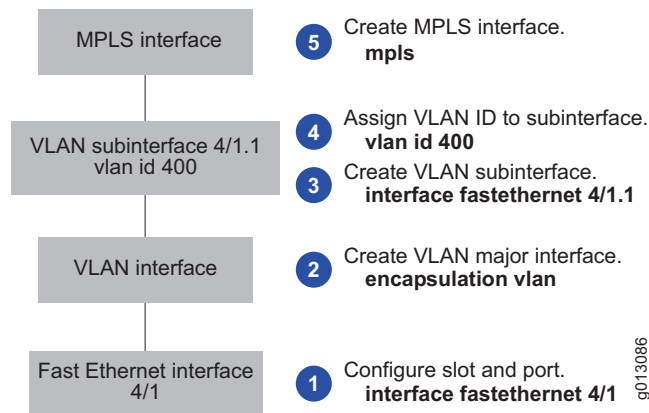 MPLS interface
5
Create MPLS interface.
mpls
VLAN subinterface 4/1.1
vlan id 400
4
Assign VLAN ID to subinterface.
vlan id 400
3
Create VLAN subinterface.
interface fastethernet 4/1.1
VLAN interface
2
Create VLAN major interface.
encapsulation vlan
Fast Ethernet interface
4/1
1
Configure slot and port.
interface fastethernet 4/1
g013086